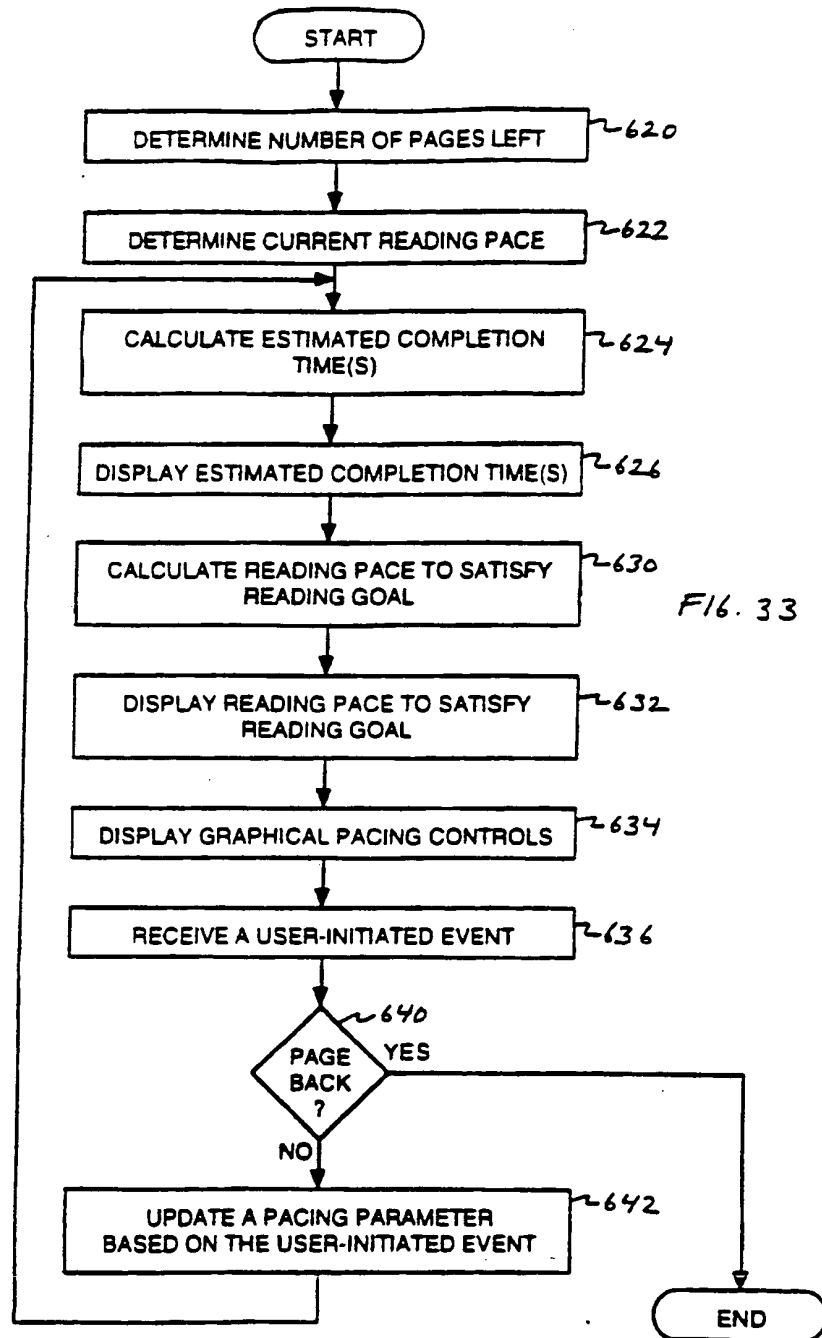 START
DETERMINE NUMBER OF PAGES LEFT
620
DETERMINE CURRENT READING PACE
622
CALCULATE ESTIMATED COMPLETION
TIME(S)
624
DISPLAY ESTIMATED COMPLETION TIME(S)
626
CALCULATE READING PACE TO SATISFY
READING GOAL
630
FIG. 33
DISPLAY READING PACE TO SATISFY
READING GOAL
632
DISPLAY GRAPHICAL PACING CONTROLS
634
RECEIVE A USER-INITIATED EVENT
636
640
PAGE
BACK
?
YES
NO
UPDATE A PACING PARAMETER
BASED ON THE USER-INITIATED EVENT
642
END